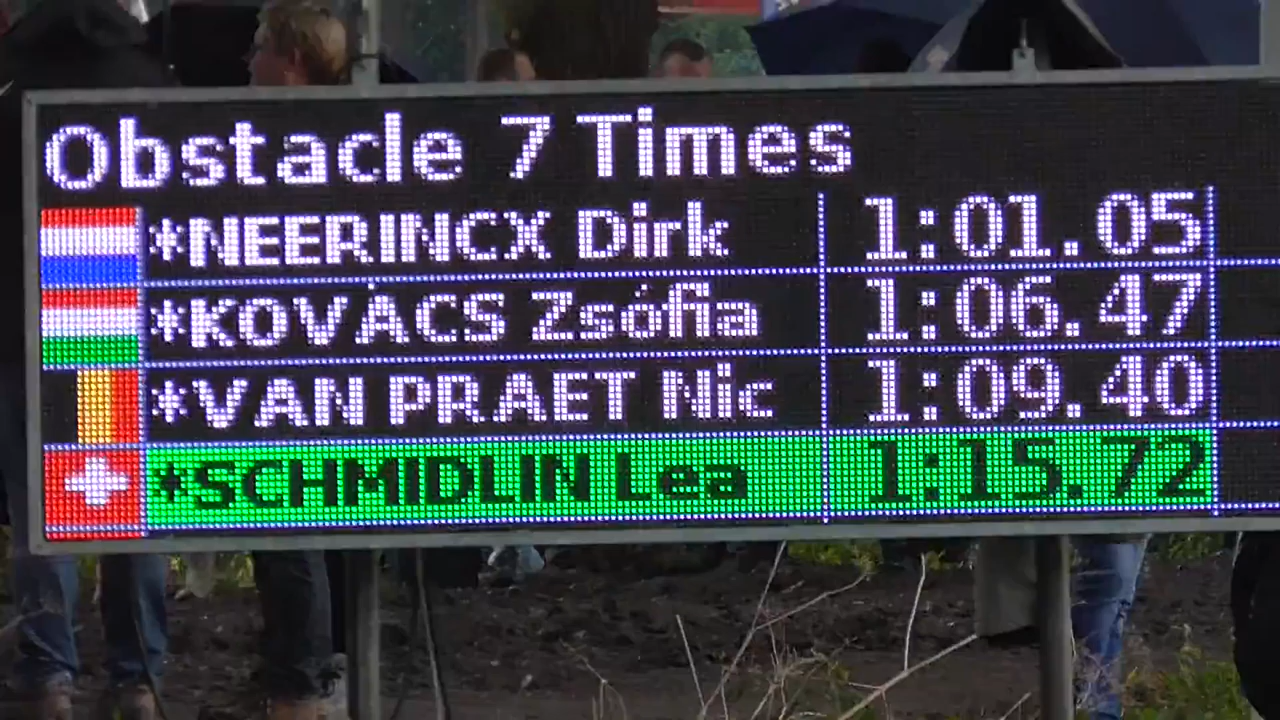 Obstacle 7 Times
*NEERINCX Dirk 1:01.05
*KOVÁCS Zsófia 1:06.47
*VAN PRAET Nic 1:09.40
*SCHMIDLIN Lea 1:15.72